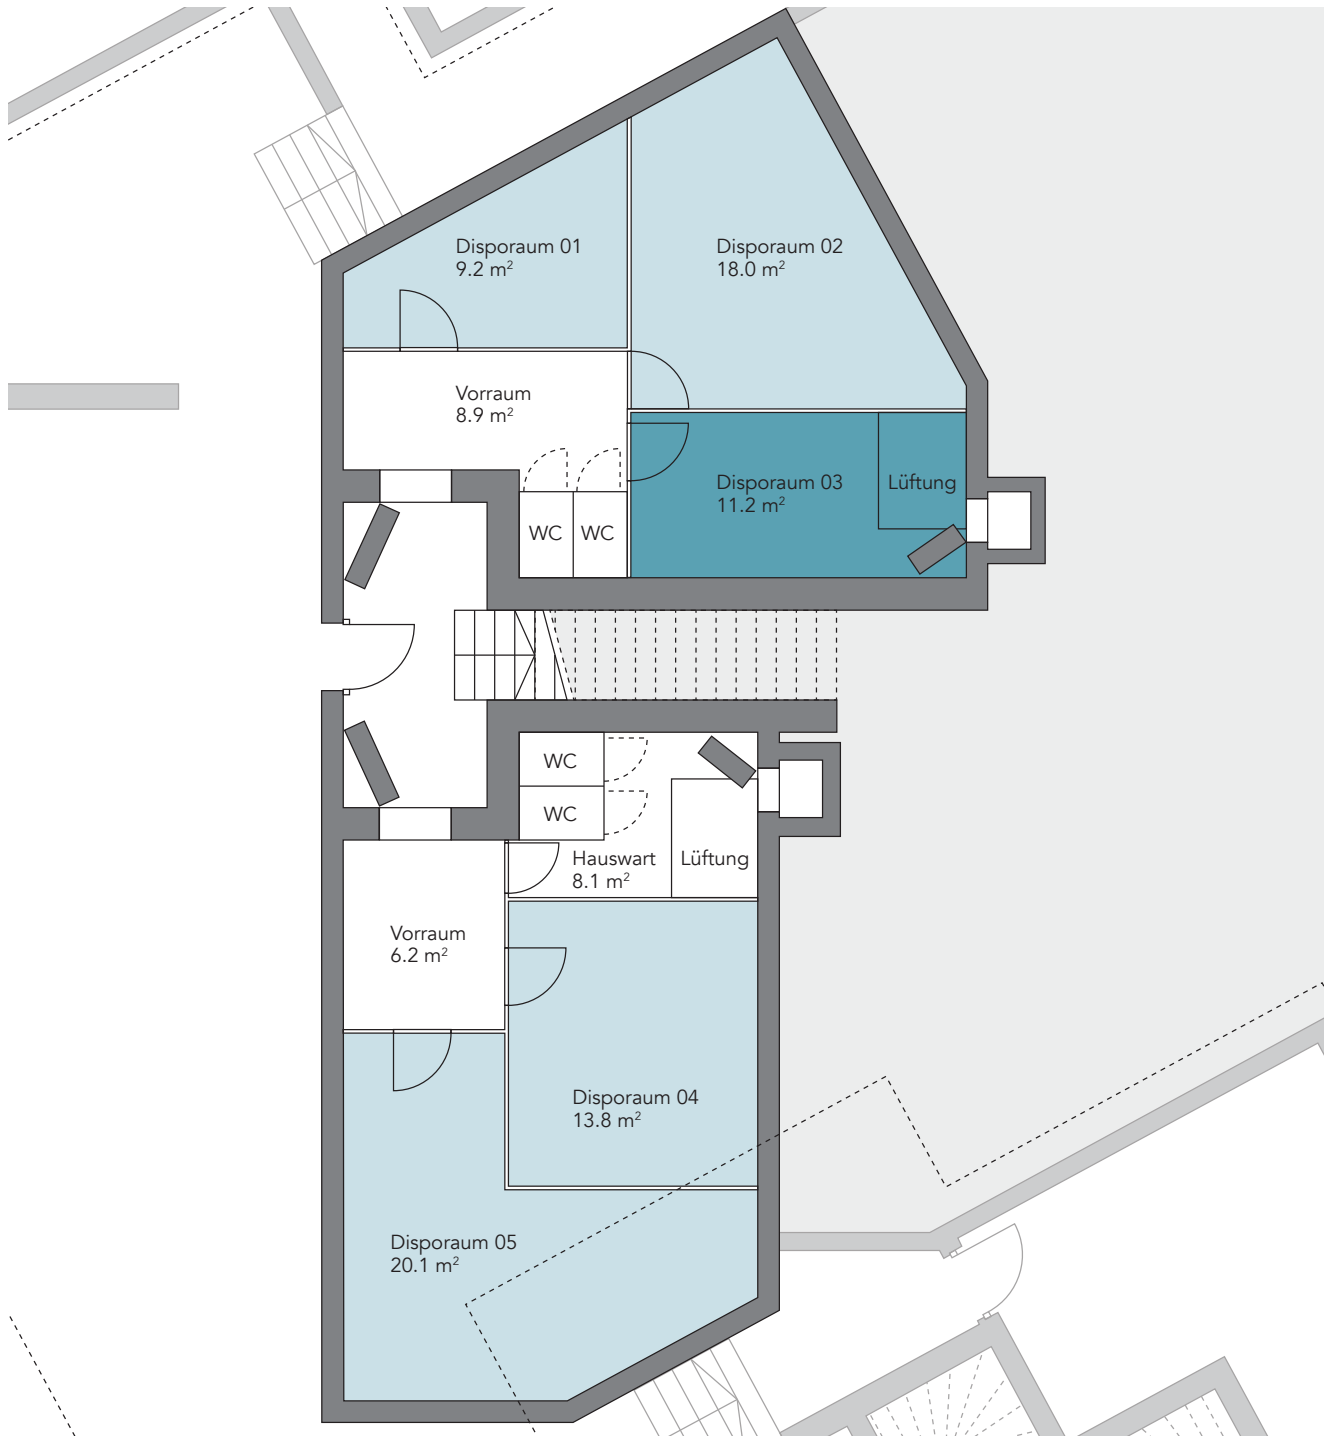 Disporaum 01
9.2 m²
Disporaum 02
18.0 m²
Vorraum
8.9 m²
Disporaum 03
11.2 m²
Lüftung
WC
WC
WC
WC
Hauswart
8.1 m²
Lüftung
Vorraum
6.2 m²
Disporaum 04
13.8 m²
Disporaum 05
20.1 m²